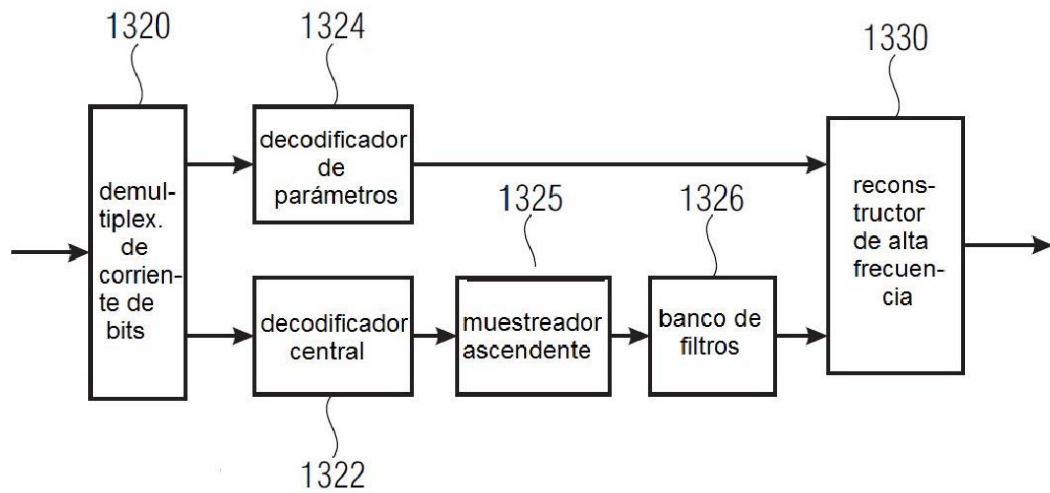 1320
1324
1330
demul-
tiplex.
de
corrien-
te de
bits
decodificador
de
parámetros
1325
1326
recons-
tructor
de alta
frecuen-
cia
decodificador
central
muestreador
ascendente
banco de
filtros
1322